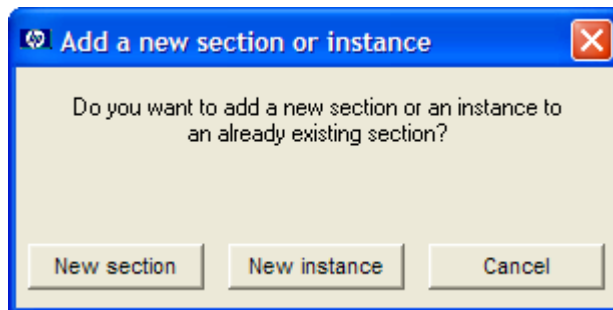 Add a new section or instance
Do you want to add a new section or an instance to
an already existing section?
New section New instance Cancel